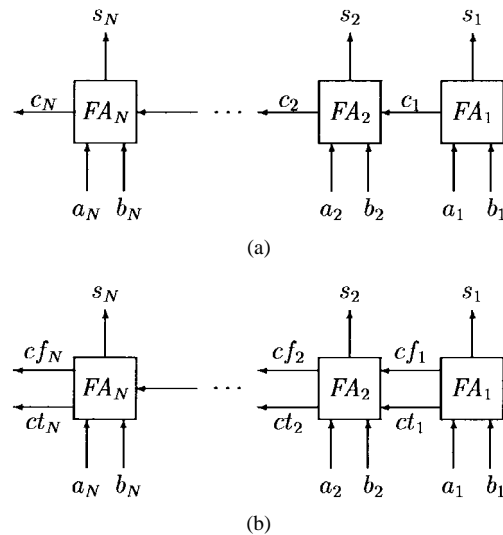 s_N s_2 s_1
c_N FA_N ... c_2 FA_2 c_1 FA_1
a_N b_N a_2 b_2 a_1 b_1
(a)
s_N s_2 s_1
cf_N cf_2 cf_1
FA_N ... FA_2 FA_1
ct_N ct_2 ct_1
a_N b_N a_2 b_2 a_1 b_1
(b)